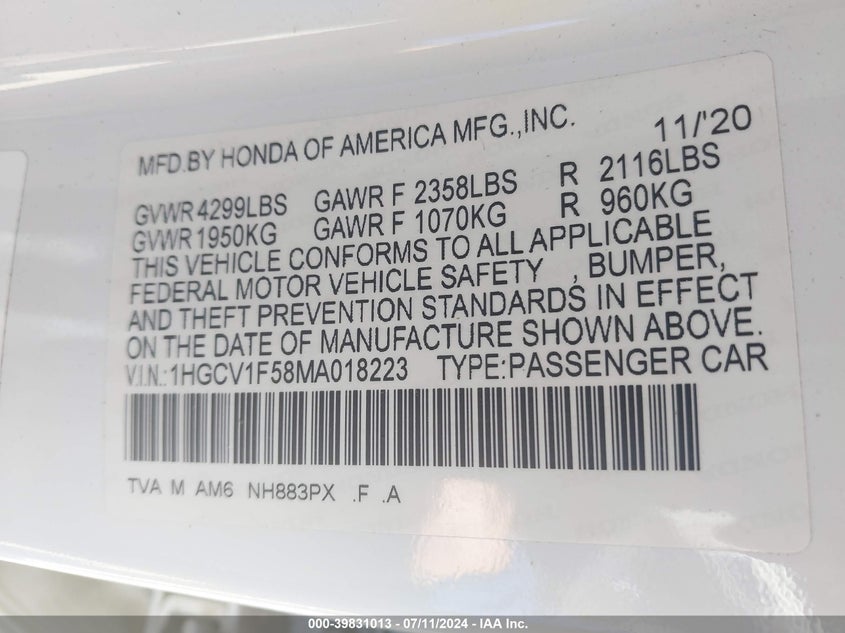 MFD.BY HONDA OF AMERICA MFG.,INC. 11/'20
GVWR 4299LBS GAWR F 2358LBS R 2116LBS
GVWR 1950KG GAWR F 1070KG R 960KG
THIS VEHICLE CONFORMS TO ALL APPLICABLE
FEDERAL MOTOR VEHICLE SAFETY , BUMPER,
AND THEFT PREVENTION STANDARDS IN EFFECT
ON THE DATE OF MANUFACTURE SHOWN ABOVE.
V.I.N.:1HGCV1F58MA018223 TYPE:PASSENGER CAR
TVA M AM6 NH883PX .F .A
000--39831013 - 07/11/2024 - IAA Inc.